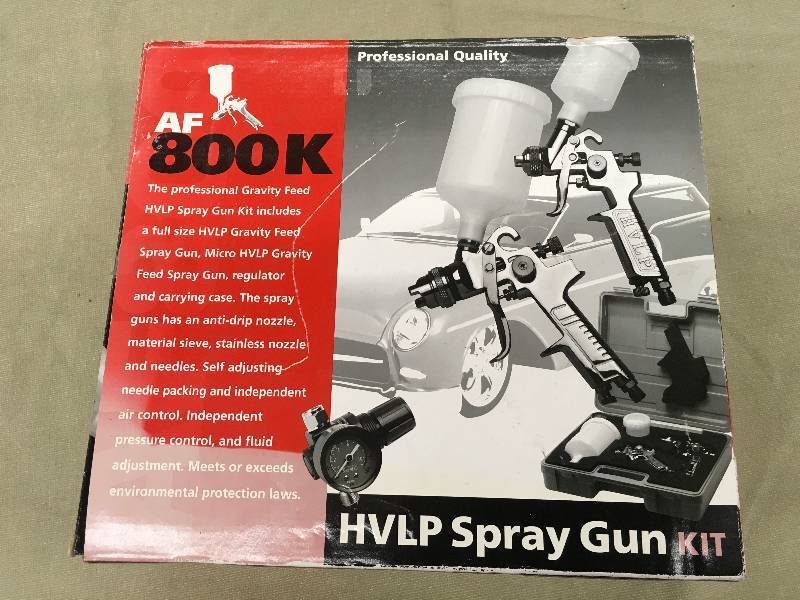 Professional Quality
AF
800K
The professional Gravity Feed
HVLP Spray Gun Kit includes
a full size HVLP Gravity Feed
Spray Gun, Micro HVLP Gravity
Feed Spray Gun, regulator
and carrying case. The spray
guns has an anti-drip nozzle,
material sieve, stainless nozzle
and needles. Self adjusting
needle packing and independent
air control. Independent
pressure control, and fluid
adjustment. Meets or exceeds
environmental protection laws.
HVLP
HVLP Spray Gun KIT